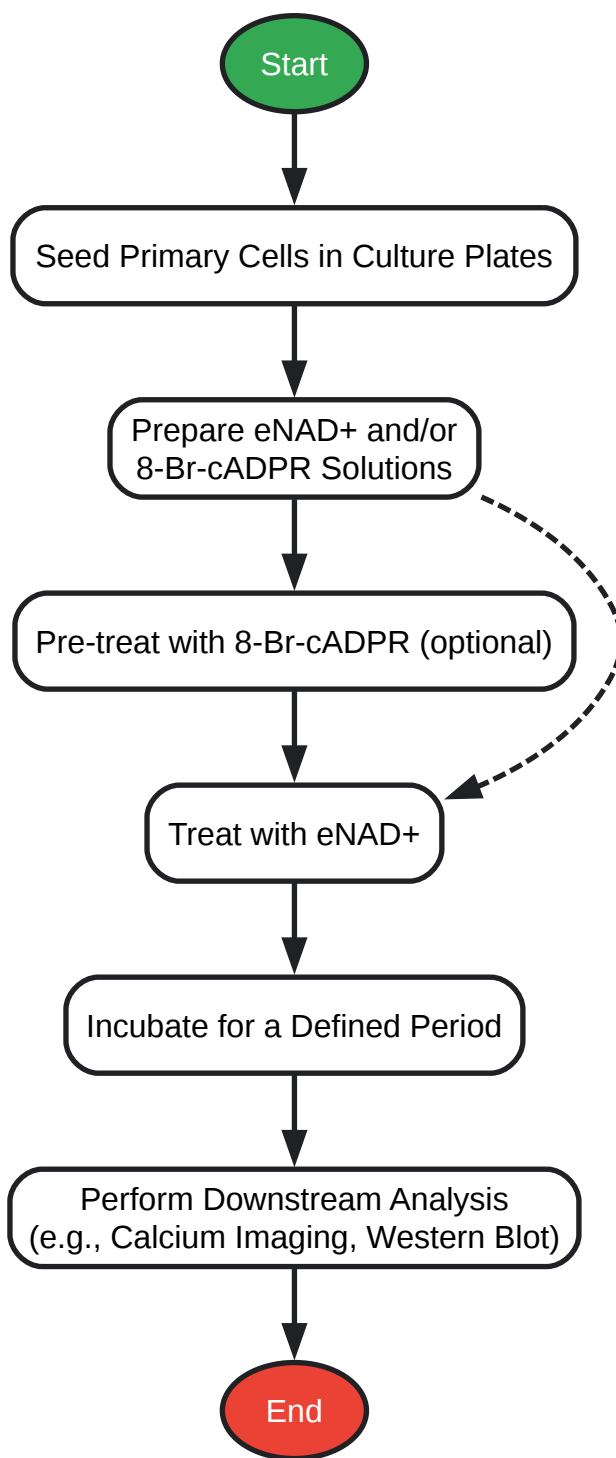 Start
Seed Primary Cells in Culture Plates
Prepare eNAD+ and/or
8-Br-cADPR Solutions
Pre-treat with 8-Br-cADPR (optional)
Treat with eNAD+
Incubate for a Defined Period
Perform Downstream Analysis
(e.g., Calcium Imaging, Western Blot)
End